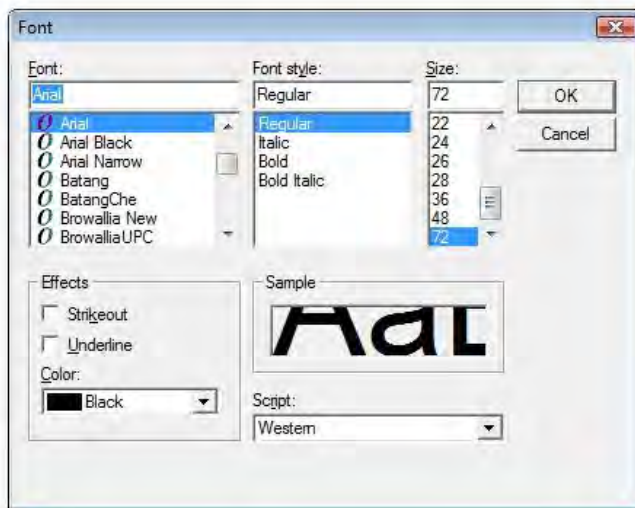 Font
Font:
Arial
Arial
Arial Black
Arial Narrow
Batang
BatangChe
Browallia New
BrowalliaUPC
Font style:
Regular
Regular
Italic
Bold
Bold Italic
Size:
72
22
24
26
28
36
48
72
OK
Cancel
Effects
Strikeout
Underline
Color:
Black
Sample
Script:
Western